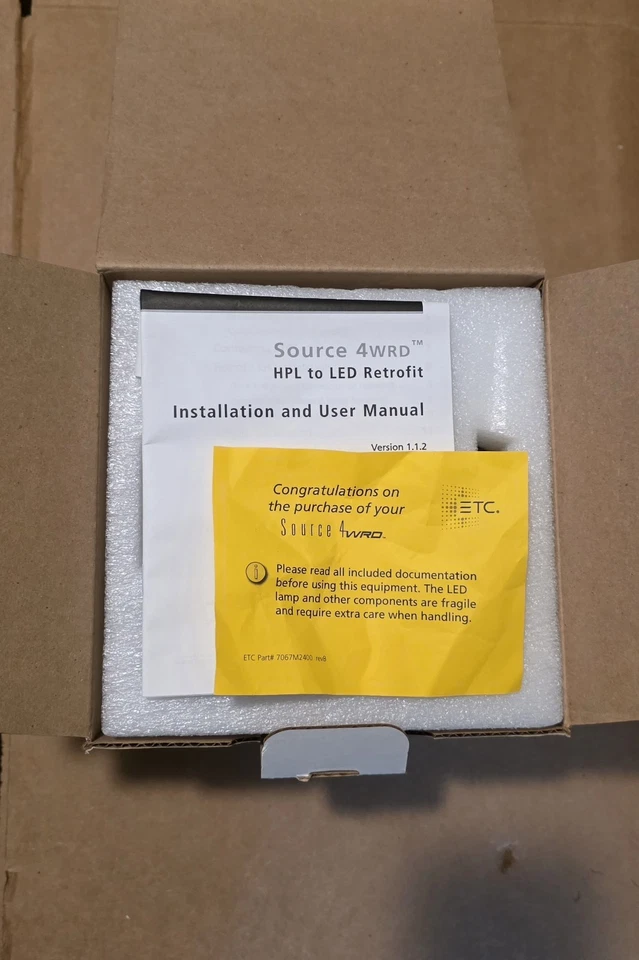 Source 4WRD™
HPL to LED Retrofit
Installation and User Manual
Version 1.1.2
Congratulations on
the purchase of your
Source 4WRD™
ETC®
i
Please read all included documentation
before using this equipment. The LED
lamp and other components are fragile
and require extra care when handling.
ETC Part# 7067M2400 revB